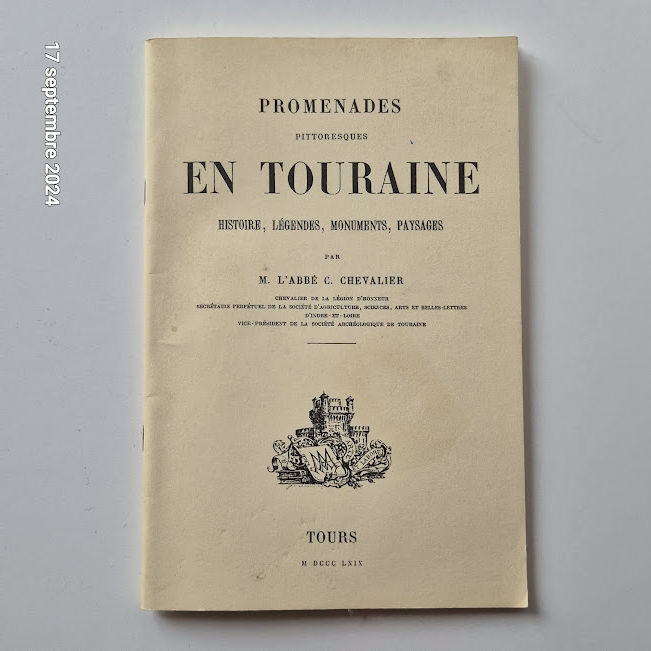 17 septembre 2024
PROMENADES
PITTORESQUES
EN TOURAINE
HISTOIRE, LÉGENDES, MONUMENTS, PAYSAGES
PAR
M. L'ABBÉ C. CHEVALIER
CHEVALIER DE LA LÉGION D'HONNEUR
SECRÉTAIRE PERPÉTUEL DE LA SOCIÉTÉ D'AGRICULTURE, SCIENCES, ARTS ET BELLES-LETTRES
D'INDRE-ET-LOIRE
VICE-PRÉSIDENT DE LA SOCIÉTÉ ARCHÉOLOGIQUE DE TOURAINE
TOURS
M DCCC LXIX